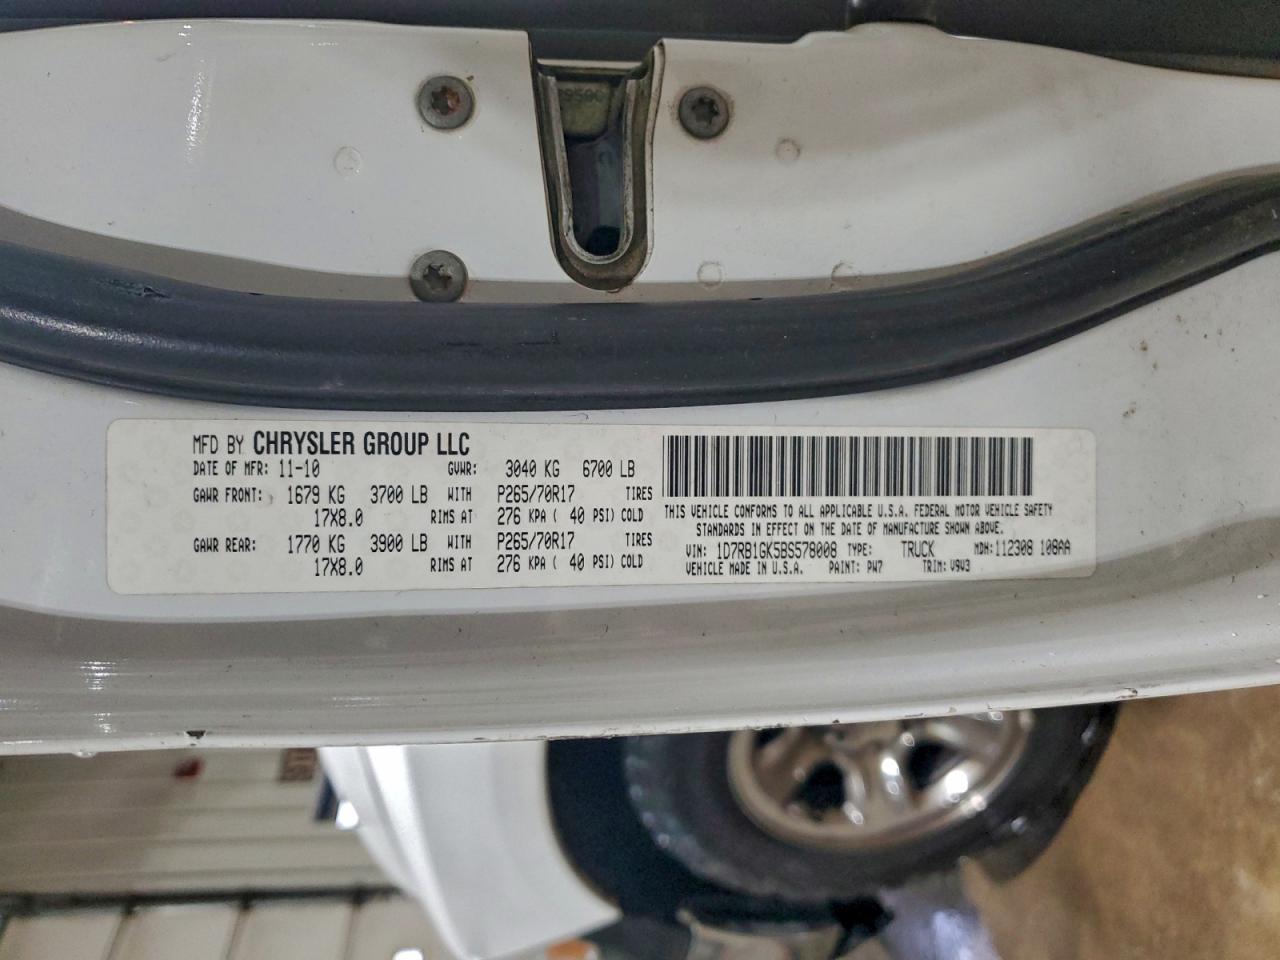 MFD BY CHRYSLER GROUP LLC
DATE OF MFR: 11-10 GVWR: 3040 KG 6700 LB
GAWR FRONT: 1679 KG 3700 LB WITH P265/70R17 TIRES
17X8.0 RIMS AT 276 KPA ( 40 PSI) COLD
GAWR REAR: 1770 KG 3900 LB WITH P265/70R17 TIRES
17X8.0 RIMS AT 276 KPA ( 40 PSI) COLD
THIS VEHICLE CONFORMS TO ALL APPLICABLE U.S.A. FEDERAL MOTOR VEHICLE SAFETY
STANDARDS IN EFFECT ON THE DATE OF MANUFACTURE SHOWN ABOVE.
VIN: 1D7RB1GK5BS578008 TYPE: TRUCK MDH: 112308 108AA
VEHICLE MADE IN U.S.A. PAINT: PW7 TRIM: V9V3